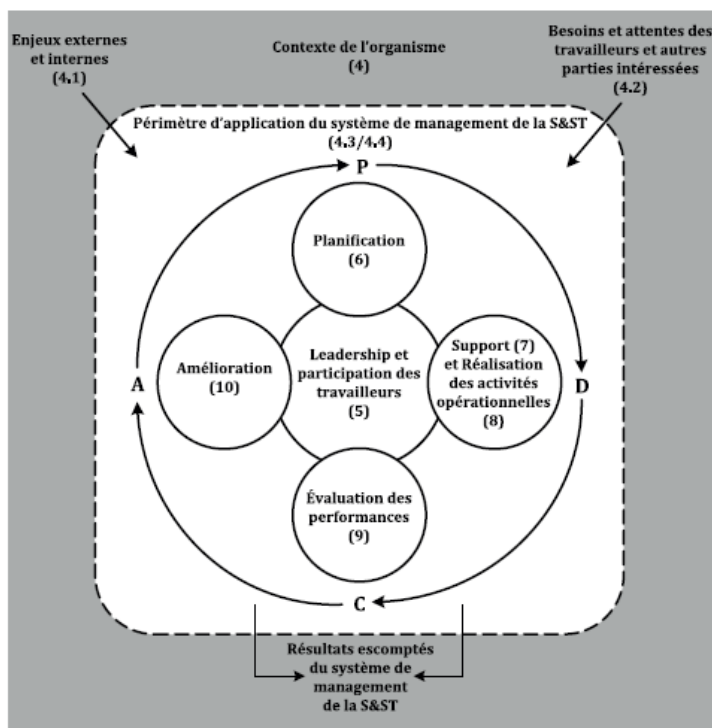 Enjeux externes
et internes
(4.1)
Contexte de l'organisme
(4)
Besoins et attentes des
travailleurs et autres
parties intéressées
(4.2)
Périmètre d'application du système de management de la S&ST
(4.3/4.4)
P
Planification
(6)
A
Amélioration
(10)
Leadership et
participation des
travailleurs
(5)
Support (7)
et Réalisation
des activités
opérationnelles
(8)
D
Évaluation des
performances
(9)
C
Résultats escomptés
du système de
management
de la S&ST